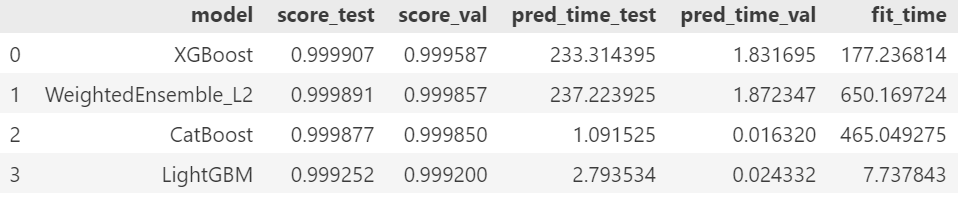 model score_test score_val pred_time_test pred_time_val fit_time
0 XGBoost 0.999907 0.999587 233.314395 1.831695 177.236814
1 WeightedEnsemble_L2 0.999891 0.999857 237.223925 1.872347 650.169724
2 CatBoost 0.999877 0.999850 1.091525 0.016320 465.049275
3 LightGBM 0.999252 0.999200 2.793534 0.024332 7.737843